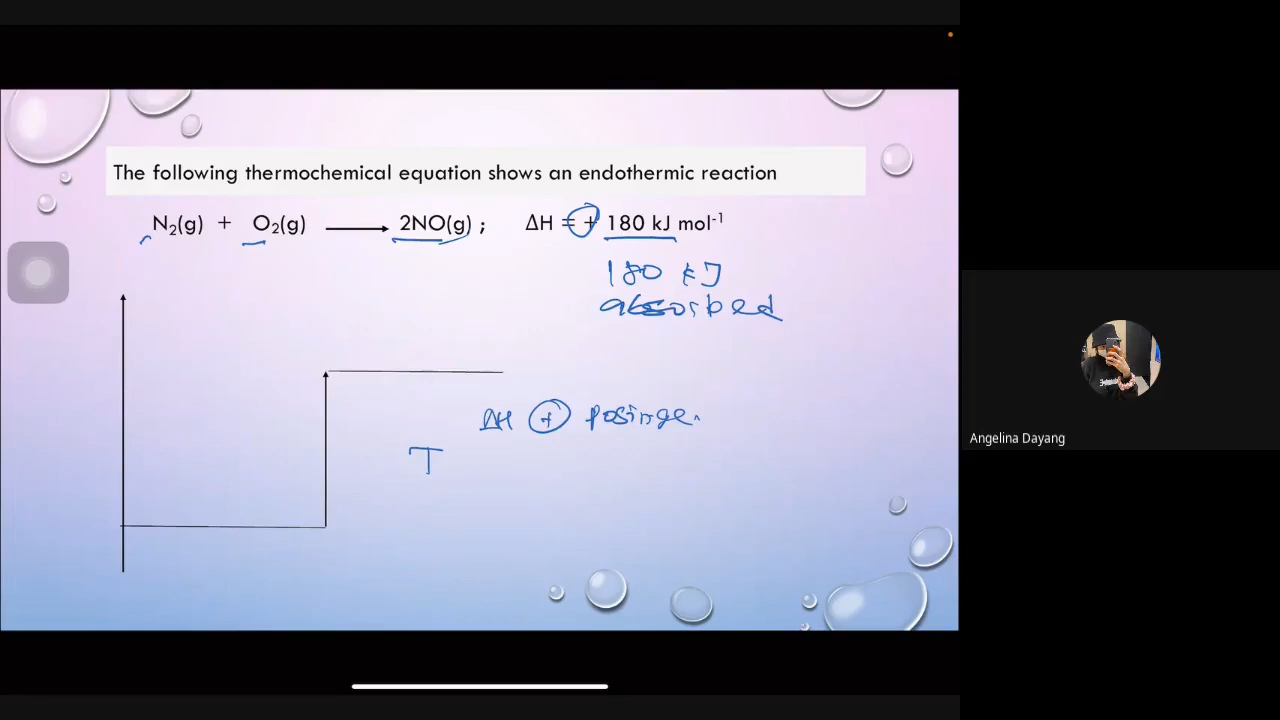 The following thermochemical equation shows an endothermic reaction
N₂(g) + O₂(g) ⟶ 2NO(g) ; ΔH = + 180 kJ mol⁻¹
180 kJ
absorbed
ΔH +
T
Angelina Dayang